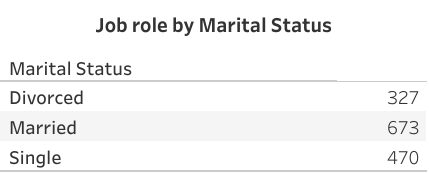 Job role by Marital Status
Marital Status
Divorced 327
Married 673
Single 470